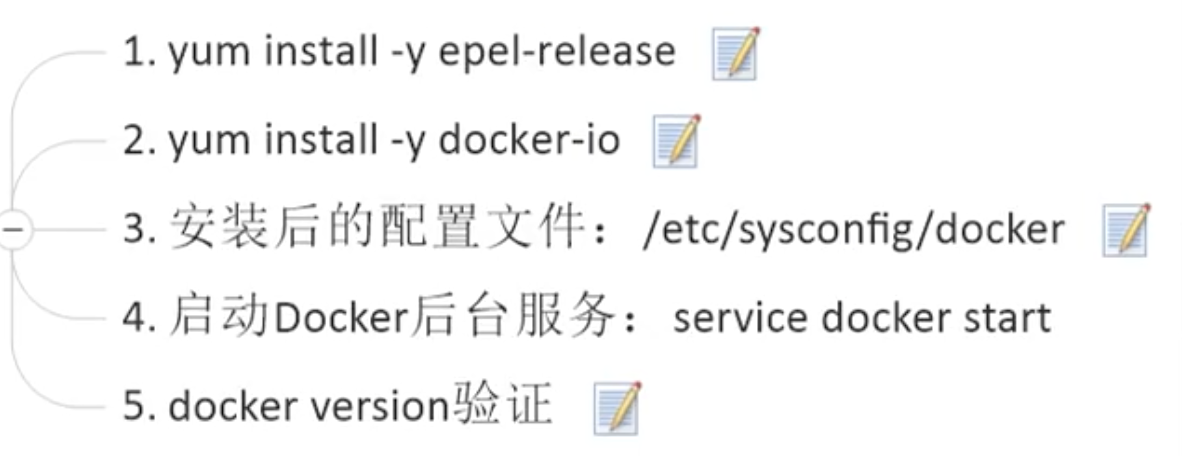 1. yum install -y epel-release
2. yum install -y docker-io
3. 安装后的配置文件：/etc/sysconfig/docker
4. 启动Docker后台服务：service docker start
5. docker version验证